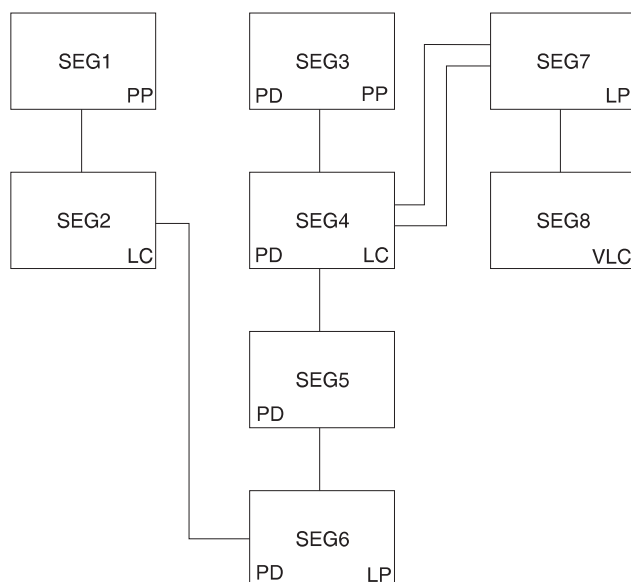 SEG1
PP
SEG3
PD PP
SEG7
LP
SEG2
LC
SEG4
PD LC
SEG8
VLC
SEG5
PD
SEG6
PD LP